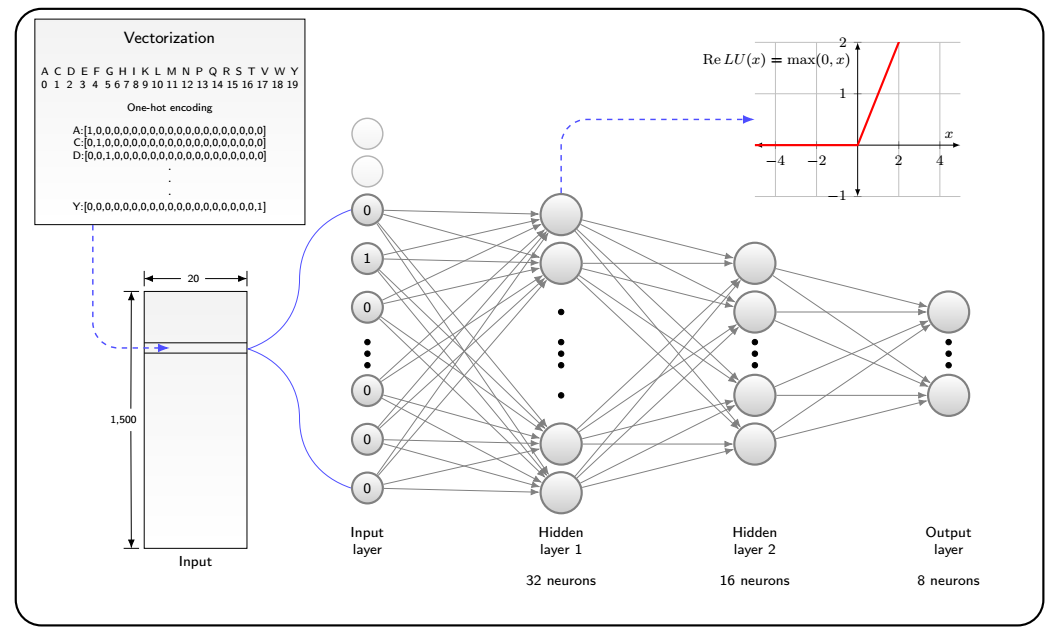 Vectorization
A C D E F G H I K L M N P Q R S T V W Y
0 1 2 3 4 5 6 7 8 9 10 11 12 13 14 15 16 17 18 19
One-hot encoding
A:[1,0,0,0,0,0,0,0,0,0,0,0,0,0,0,0,0,0,0,0]
C:[0,1,0,0,0,0,0,0,0,0,0,0,0,0,0,0,0,0,0,0]
D:[0,0,1,0,0,0,0,0,0,0,0,0,0,0,0,0,0,0,0,0]
.
.
.
Y:[0,0,0,0,0,0,0,0,0,0,0,0,0,0,0,0,0,0,0,1]
20
1,500
Input
0
1
0
0
0
0
Input
layer
Hidden
layer 1
32 neurons
Hidden
layer 2
16 neurons
Output
layer
8 neurons
Re LU(x) = max(0, x)
2
1
−1
−4 −2 2 4
x